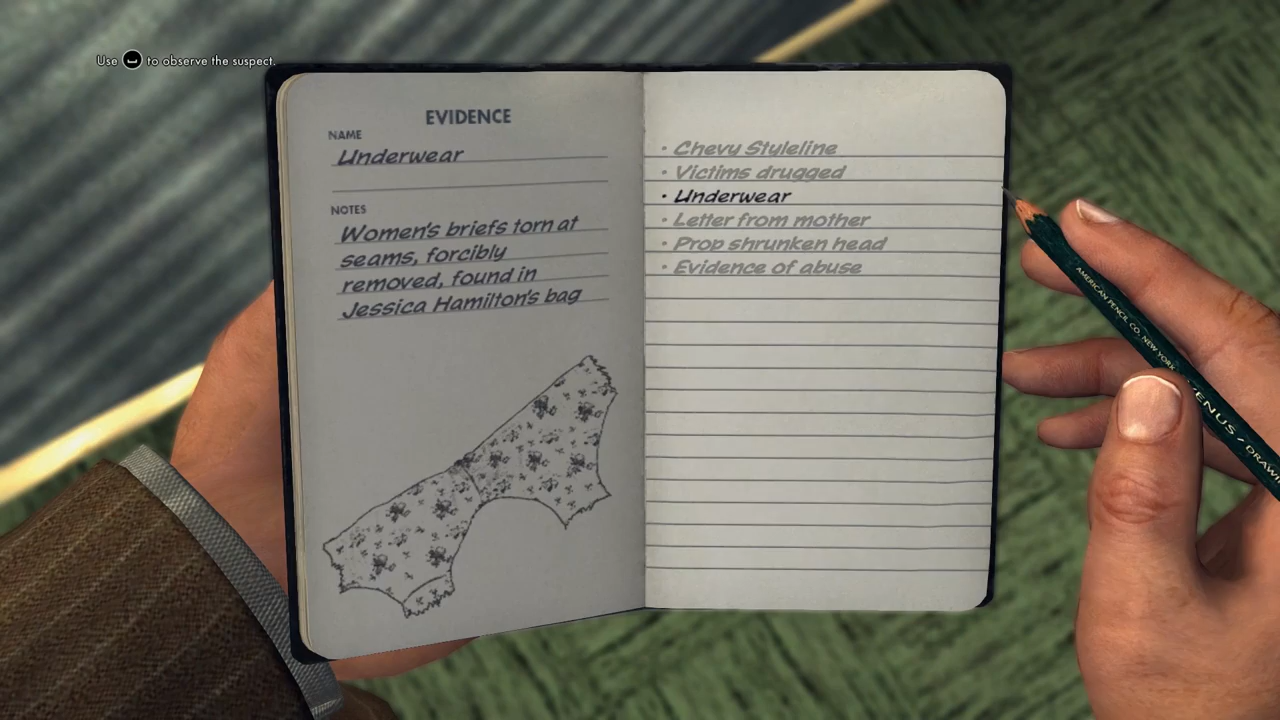 Use to observe the suspect.
EVIDENCE
NAME
Underwear
NOTES
Women's briefs torn at
seams, forcibly
removed, found in
Jessica Hamilton's bag
• Chevy Styleline
• Victims drugged
• Underwear
• Letter from mother
• Prop shrunken head
• Evidence of abuse
AMERICAN PENCIL CO. NEW YORK
VENUS / DRAWIN